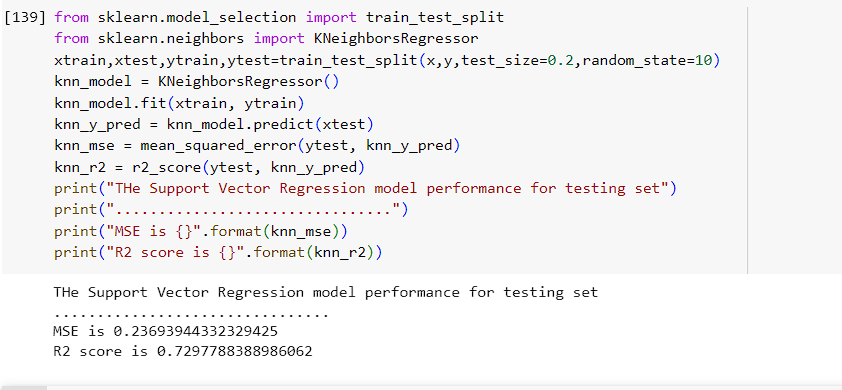 [139] from sklearn.model_selection import train_test_split
from sklearn.neighbors import KNeighborsRegressor
xtrain,xtest,ytrain,ytest=train_test_split(x,y,test_size=0.2,random_state=10)
knn_model = KNeighborsRegressor()
knn_model.fit(xtrain, ytrain)
knn_y_pred = knn_model.predict(xtest)
knn_mse = mean_squared_error(ytest, knn_y_pred)
knn_r2 = r2_score(ytest, knn_y_pred)
print("THe Support Vector Regression model performance for testing set")
print("................................")
print("MSE is {}".format(knn_mse))
print("R2 score is {}".format(knn_r2))
THe Support Vector Regression model performance for testing set
................................
MSE is 0.23693944332329425
R2 score is 0.7297788388986062